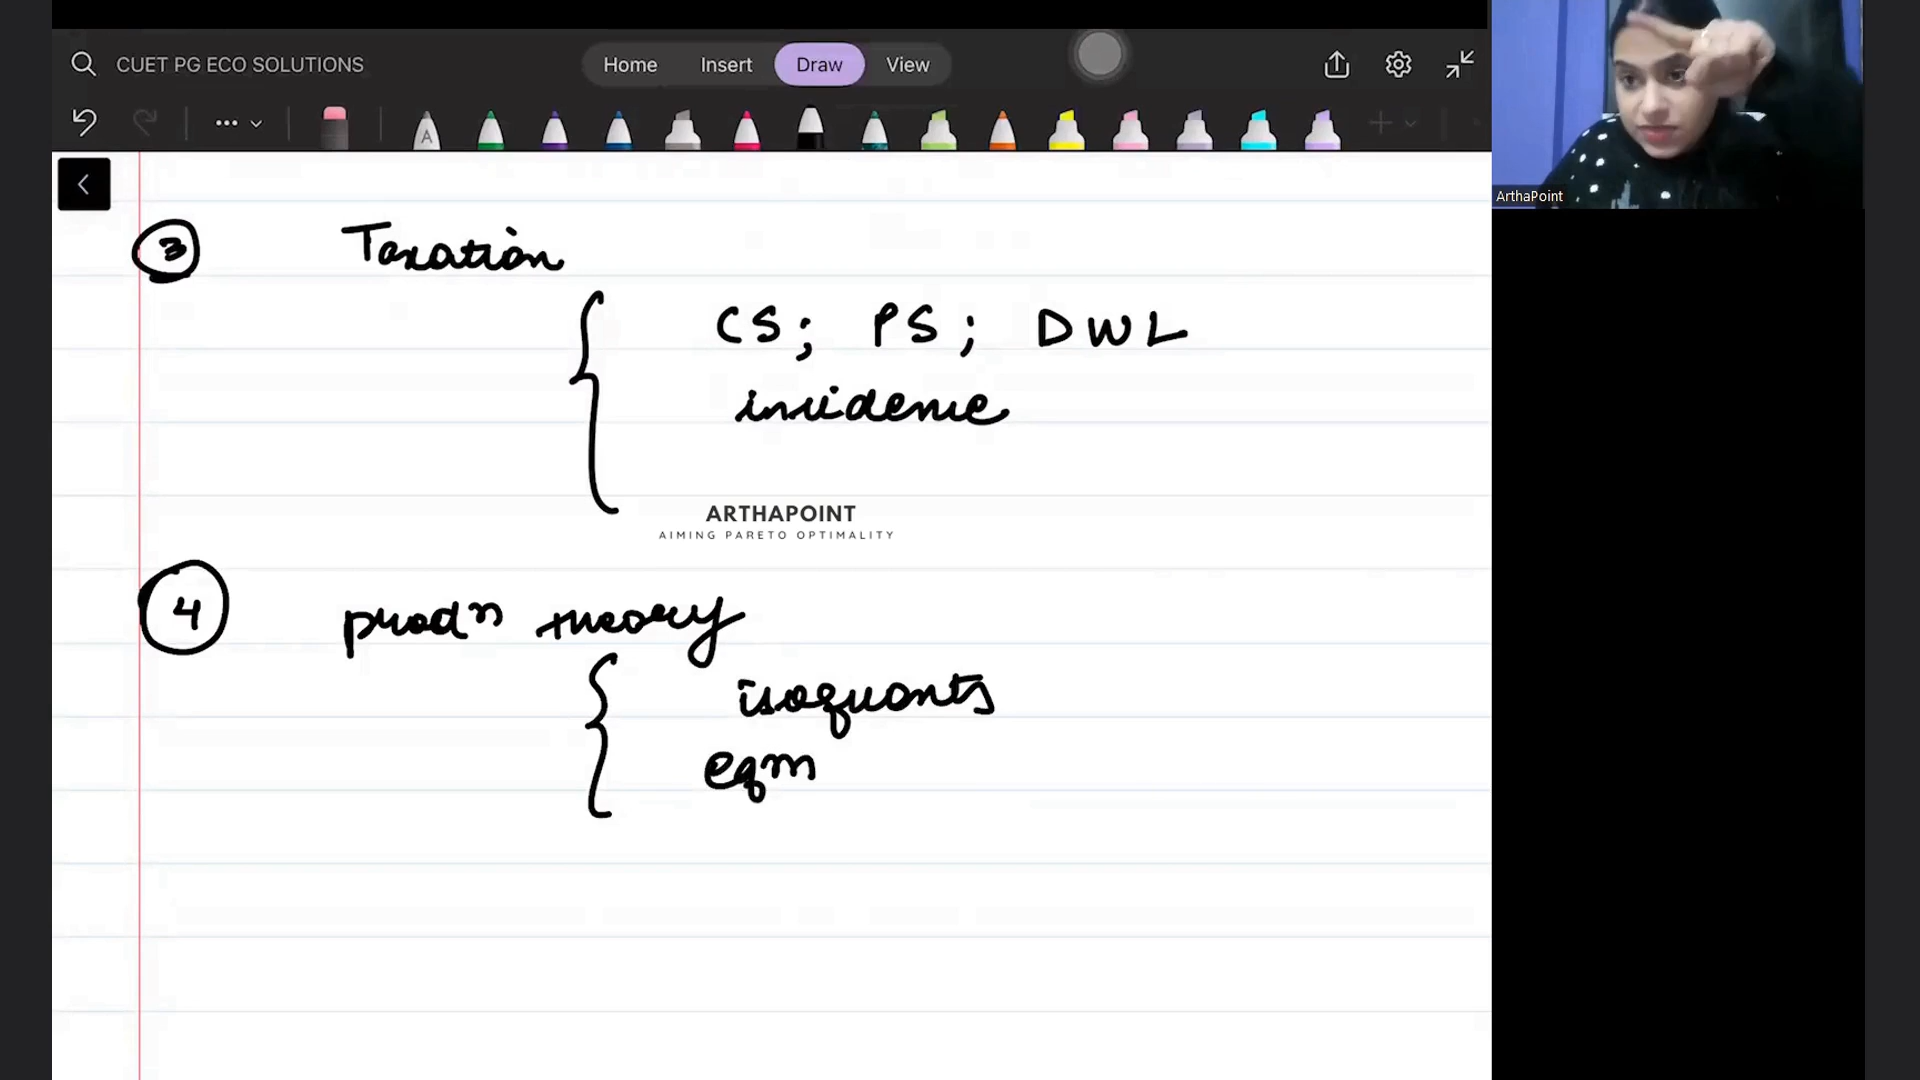 CUET PG ECO SOLUTIONS
Home Insert Draw View
A
ArthaPoint
3 Taxation
CS; PS; DWL
incidence
ARTHAPOINT
AIMING PARETO OPTIMALITY
4 prodn theory
isoquants
eqm